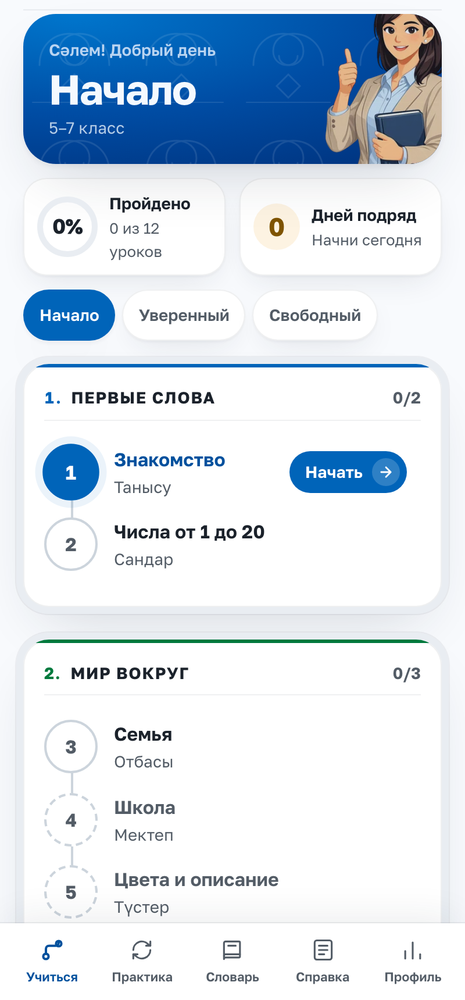 Сәлем! Добрый день
Начало
5–7 класс
0%
Пройдено
0 из 12
уроков
0
Дней подряд
Начни сегодня
Начало
Уверенный
Свободный
1. ПЕРВЫЕ СЛОВА
0/2
1
Знакомство
Танысу
Начать
2
Числа от 1 до 20
Сандар
2. МИР ВОКРУГ
0/3
3
Семья
Отбасы
4
Школа
Мектеп
5
Цвета и описание
Түстер
Учиться
Практика
Словарь
Справка
Профиль